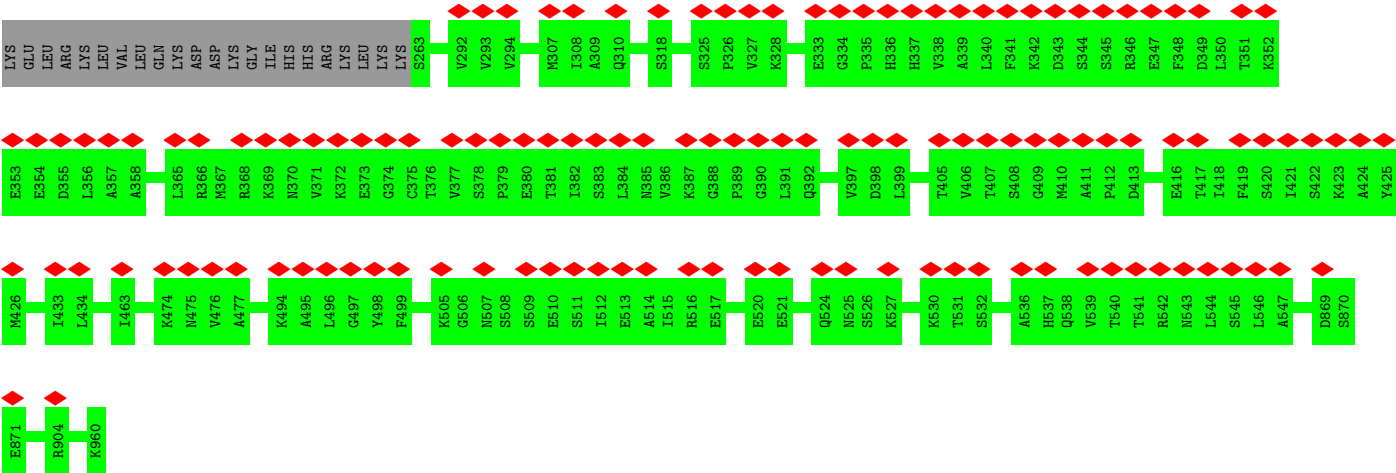 LYS GLU LEU ARG LYS LEU VAL LEU GLN LYS ASP ASP LYS GLY ILE HIS HIS ARG LYS LEU LYS LYS S263 V292 V293 V294 M307 I308 A309 Q310 S318 S325 P326 V327 K328 E333 G334 P335 H336 H337 V338 A339 L340 F341 K342 D343 S344 S345 R346 E347 F348 D349 L350 T351 K352
E353 E354 D355 L356 A357 A358 L365 R366 M367 R368 K369 N370 V371 K372 E373 G374 C375 T376 V377 S378 P379 E380 T381 I382 S383 L384 N385 V386 K387 G388 P389 G390 L391 Q392 V397 D398 L399 T405 V406 T407 S408 G409 M410 A411 P412 D413 E416 T417 I418 F419 S420 I421 S422 K423 A424 Y425
M426 I433 L434 I463 K474 N475 V476 A477 K494 A495 L496 G497 Y498 F499 K505 G506 N507 S508 S509 E510 S511 I512 E513 A514 I515 R516 E517 E520 E521 Q524 N525 S526 K527 K530 T531 S532 A536 H537 Q538 V539 T540 T541 R542 N543 L544 S545 L546 A547 D869 S870
E871 R904 K960